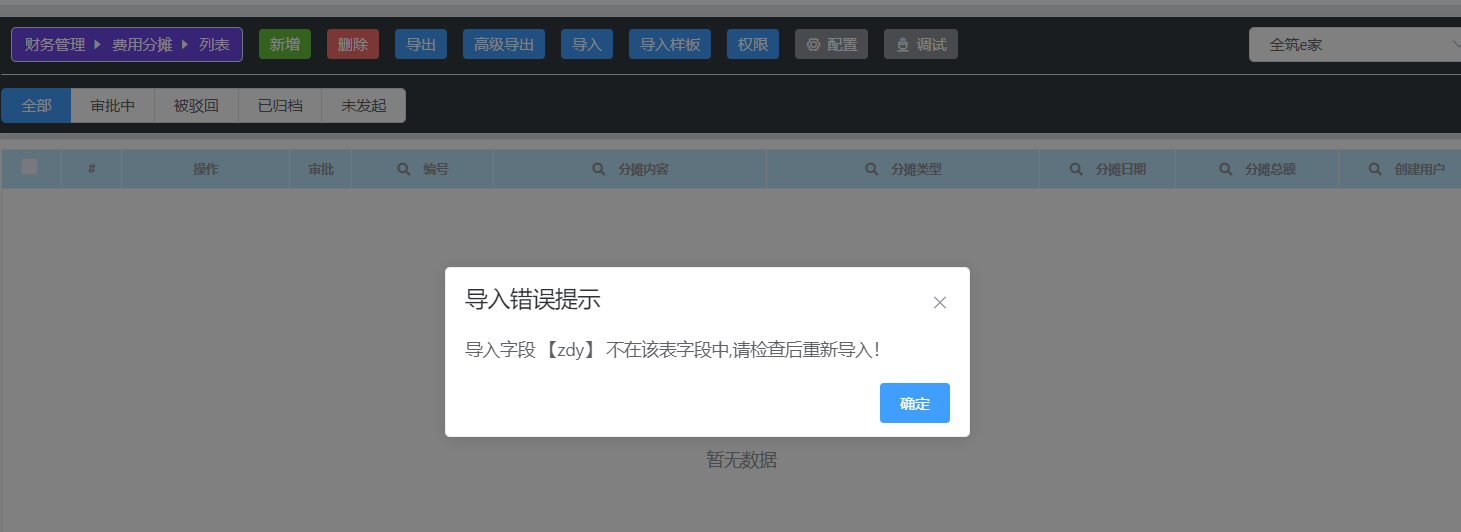 财务管理 费用分摊 列表 新增 删除 导出 高级导出 导入 导入样板 权限 配置 调试 全筑e家
全部 审批中 被驳回 已归档 未发起
# 操作 审批 编号 分摊内容 分摊类型 分摊日期 分摊总额 创建用户
导入错误提示
导入字段 【zdy】 不在该表字段中,请检查后重新导入！
确定
暂无数据